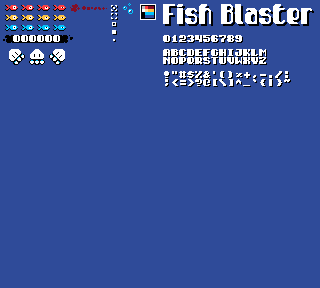 Fish Blaster
000000
0123456789
ABCDEFGHIJKLM
NOPQRSTUVWXYZ
!"#$%&'()*+,-./:
;<=>?@[\]^_`{|}~